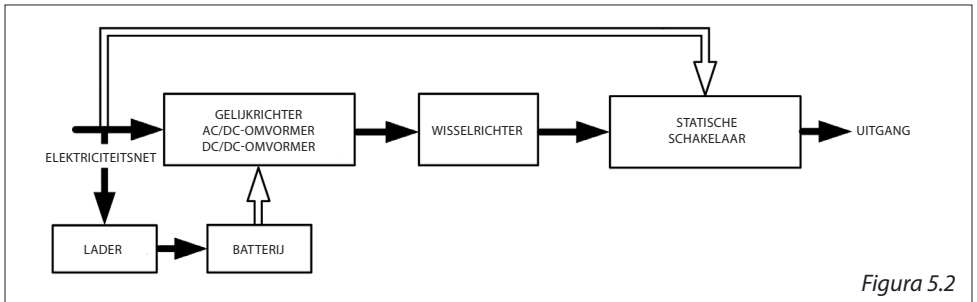 GELIJKRICHTER
AC/DC-OMVORMER
DC/DC-OMVORMER
WISSELRICHTER
STATISCHE
SCHAKELAAR
UITGANG
ELEKTRICITEITSNET
LADER
BATTERIJ
Figura 5.2